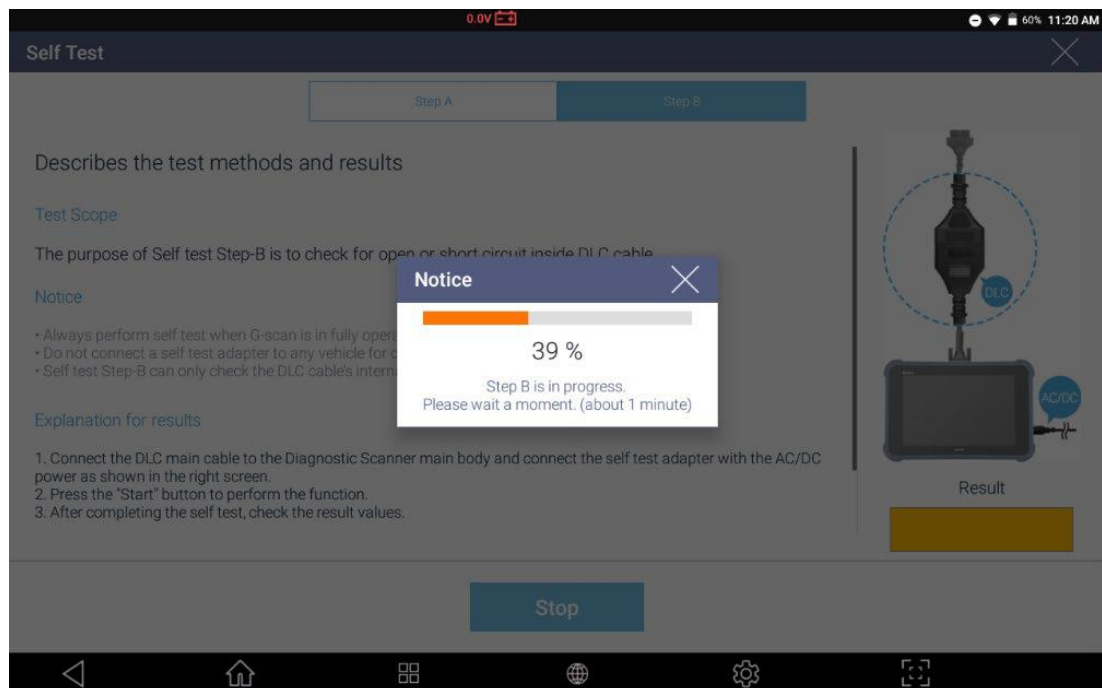 0.0V
60% 11:20 AM
Self Test
Step A
Step B
Describes the test methods and results
Test Scope
The purpose of Self test Step-B is to check for open or short circuit inside DLC cable
Notice
• Always perform self test when G-scan is in fully opera
• Do not connect a self test adapter to any vehicle for
• Self test Step-B can only check the DLC cable's intern
Explanation for results
1. Connect the DLC main cable to the Diagnostic Scanner main body and connect the self test adapter with the AC/DC
power as shown in the right screen.
2. Press the "Start" button to perform the function.
3. After completing the self test, check the result values.
Notice
39 %
Step B is in progress.
Please wait a moment. (about 1 minute)
DLC
AC/DC
Result
Stop